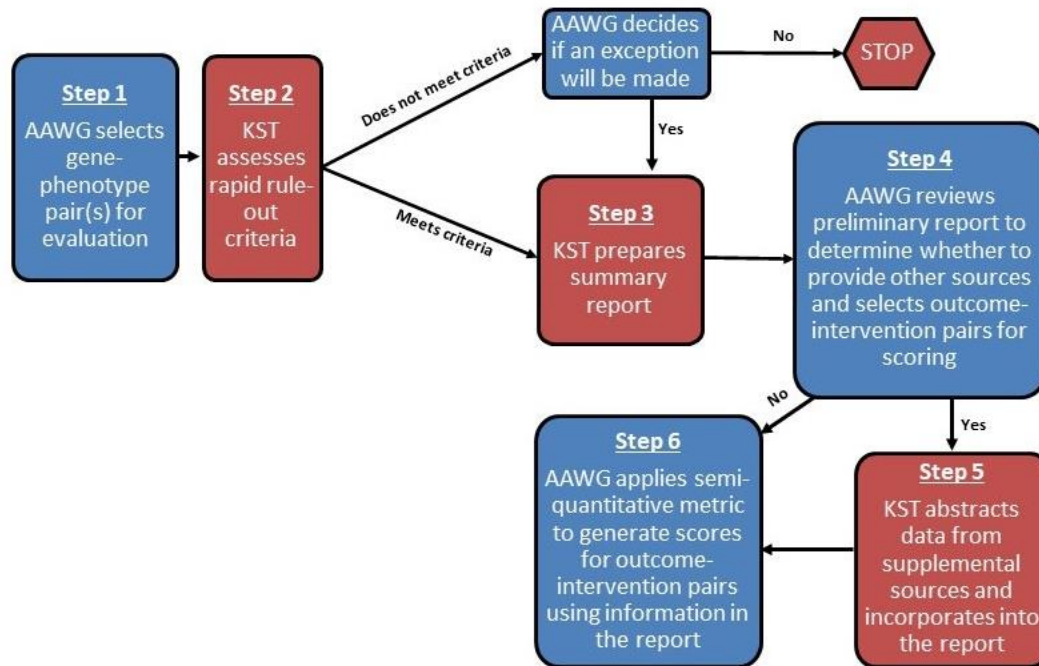 Step 1
AAWG selects
gene-
phenotype
pair(s) for
evaluation
Step 2
KST
assesses
rapid rule-
out
criteria
Does not meet criteria
Meets criteria
AAWG decides
if an exception
will be made
No
STOP
Yes
Step 3
KST prepares
summary
report
Step 4
AAWG reviews
preliminary report to
determine whether to
provide other sources
and selects outcome-
intervention pairs for
scoring
No
Yes
Step 5
KST abstracts
data from
supplemental
sources and
incorporates into
the report
Step 6
AAWG applies semi-
quantitative metric
to generate scores
for outcome-
intervention pairs
using information in
the report